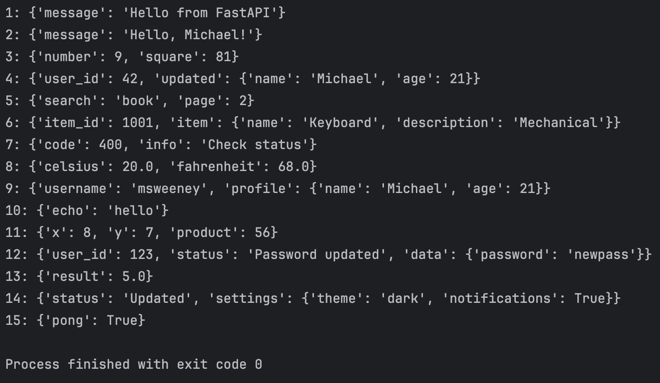 1: {'message': 'Hello from FastAPI'}
2: {'message': 'Hello, Michael!'}
3: {'number': 9, 'square': 81}
4: {'user_id': 42, 'updated': {'name': 'Michael', 'age': 21}}
5: {'search': 'book', 'page': 2}
6: {'item_id': 1001, 'item': {'name': 'Keyboard', 'description': 'Mechanical'}}
7: {'code': 400, 'info': 'Check status'}
8: {'celsius': 20.0, 'fahrenheit': 68.0}
9: {'username': 'msweeney', 'profile': {'name': 'Michael', 'age': 21}}
10: {'echo': 'hello'}
11: {'x': 8, 'y': 7, 'product': 56}
12: {'user_id': 123, 'status': 'Password updated', 'data': {'password': 'newpass'}}
13: {'result': 5.0}
14: {'status': 'Updated', 'settings': {'theme': 'dark', 'notifications': True}}
15: {'pong': True}
Process finished with exit code 0